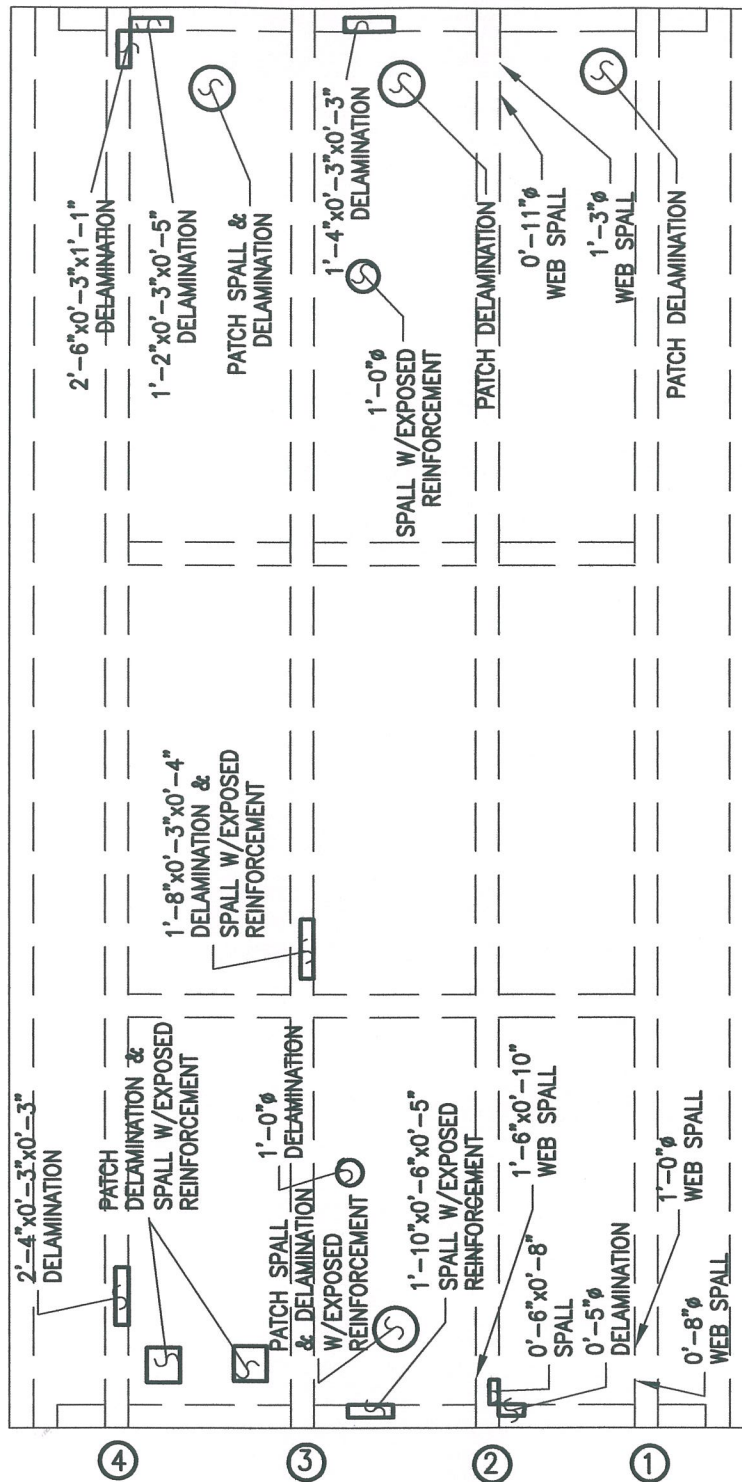 2'-4"x0'-3"x0'-3"
DELAMINATION
PATCH
DELAMINATION &
SPALL W/EXPOSED
REINFORCEMENT
1'-8"x0'-3"x0'-4"
DELAMINATION &
SPALL W/EXPOSED
REINFORCEMENT
2'-6"x0'-3"x1'-1"
DELAMINATION
1'-2"x0'-3"x0'-5"
DELAMINATION
PATCH SPALL &
DELAMINATION
1'-0"ø
DELAMINATION
PATCH SPALL
& DELAMINATION
W/EXPOSED
REINFORCEMENT
1'-10"x0'-6"x0'-5"
SPALL W/EXPOSED
REINFORCEMENT
1'-4"x0'-3"x0'-3"
DELAMINATION
1'-0"ø
SPALL W/EXPOSED
REINFORCEMENT
PATCH DELAMINATION
1'-6"x0'-10"
WEB SPALL
0'-6"x0'-8"
SPALL
0'-5"ø
DELAMINATION
0'-11"ø
WEB SPALL
1'-3"ø
WEB SPALL
1'-0"ø
WEB SPALL
0'-8"ø
WEB SPALL
PATCH DELAMINATION
4
3
2
1